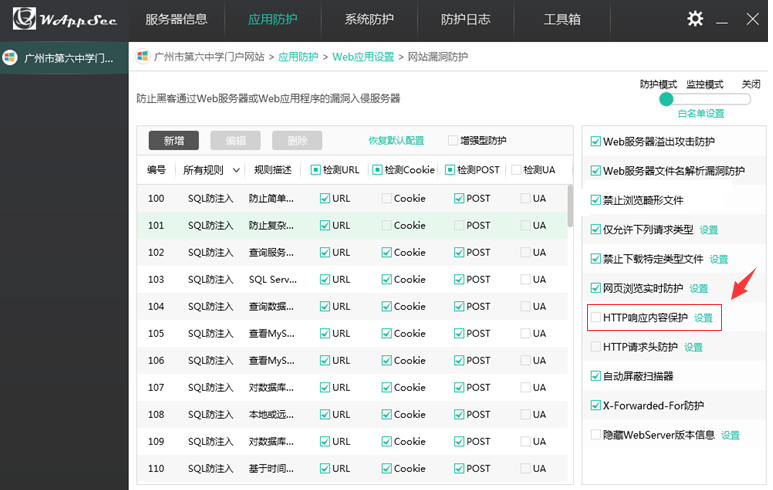 WAppSec
服务器信息 应用防护 系统防护 防护日志 工具箱
广州市第六中学门...
广州市第六中学门户网站 > 应用防护 > Web应用设置 > 网站漏洞防护
防护模式 监控模式 关闭
防止黑客通过Web服务器或Web应用程序的漏洞入侵服务器
白名单设置
新增 编辑 删除 恢复默认配置 增强型防护
编号 所有规则 规则描述 检测URL 检测Cookie 检测POST 检测UA
100 SQL防注入 防止简单... URL Cookie POST UA
101 SQL防注入 防止复杂... URL Cookie POST UA
102 SQL防注入 查询服务... URL Cookie POST UA
103 SQL防注入 SQL Serv... URL Cookie POST UA
104 SQL防注入 查询数据... URL Cookie POST UA
105 SQL防注入 查看MyS... URL Cookie POST UA
106 SQL防注入 查看MyS... URL Cookie POST UA
107 SQL防注入 对数据库... URL Cookie POST UA
108 SQL防注入 本地或远... URL Cookie POST UA
109 SQL防注入 对数据库... URL Cookie POST UA
110 SQL防注入 基于时间... URL Cookie POST UA
Web服务器溢出攻击防护
Web服务器文件名解析漏洞防护
禁止浏览畸形文件
仅允许下列请求类型 设置
禁止下载特定类型文件 设置
网页浏览实时防护 设置
HTTP响应内容保护 设置
HTTP请求头防护 设置
自动屏蔽扫描器
X-Forwarded-For防护
隐藏WebServer版本信息 设置